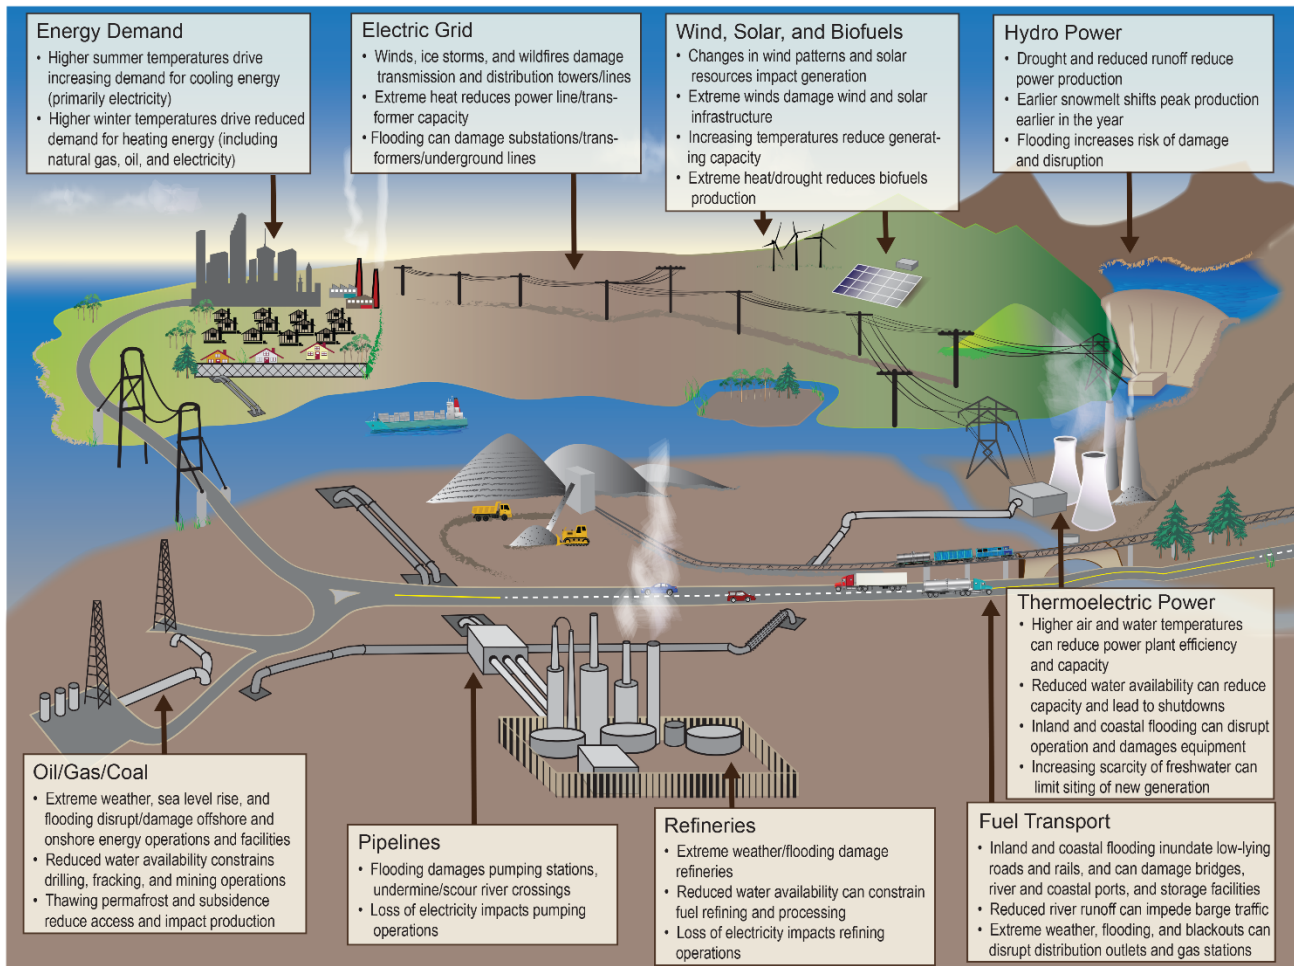 Energy Demand
• Higher summer temperatures drive
increasing demand for cooling energy
(primarily electricity)
• Higher winter temperatures drive reduced
demand for heating energy (including
natural gas, oil, and electricity)
Electric Grid
• Winds, ice storms, and wildfires damage
transmission and distribution towers/lines
• Extreme heat reduces power line/trans-
former capacity
• Flooding can damage substations/trans-
formers/underground lines
Wind, Solar, and Biofuels
• Changes in wind patterns and solar
resources impact generation
• Extreme winds damage wind and solar
infrastructure
• Increasing temperatures reduce generat-
ing capacity
• Extreme heat/drought reduces biofuels
production
Hydro Power
• Drought and reduced runoff reduce
power production
• Earlier snowmelt shifts peak production
earlier in the year
• Flooding increases risk of damage
and disruption
Thermoelectric Power
• Higher air and water temperatures
can reduce power plant efficiency
and capacity
• Reduced water availability can reduce
capacity and lead to shutdowns
• Inland and coastal flooding can disrupt
operation and damages equipment
• Increasing scarcity of freshwater can
limit siting of new generation
Oil/Gas/Coal
• Extreme weather, sea level rise, and
flooding disrupt/damage offshore and
onshore energy operations and facilities
• Reduced water availability constrains
drilling, fracking, and mining operations
• Thawing permafrost and subsidence
reduce access and impact production
Pipelines
• Flooding damages pumping stations,
undermine/scour river crossings
• Loss of electricity impacts pumping
operations
Refineries
• Extreme weather/flooding damage
refineries
• Reduced water availability can constrain
fuel refining and processing
• Loss of electricity impacts refining
operations
Fuel Transport
• Inland and coastal flooding inundate low-lying
roads and rails, and can damage bridges,
river and coastal ports, and storage facilities
• Reduced river runoff can impede barge traffic
• Extreme weather, flooding, and blackouts can
disrupt distribution outlets and gas stations